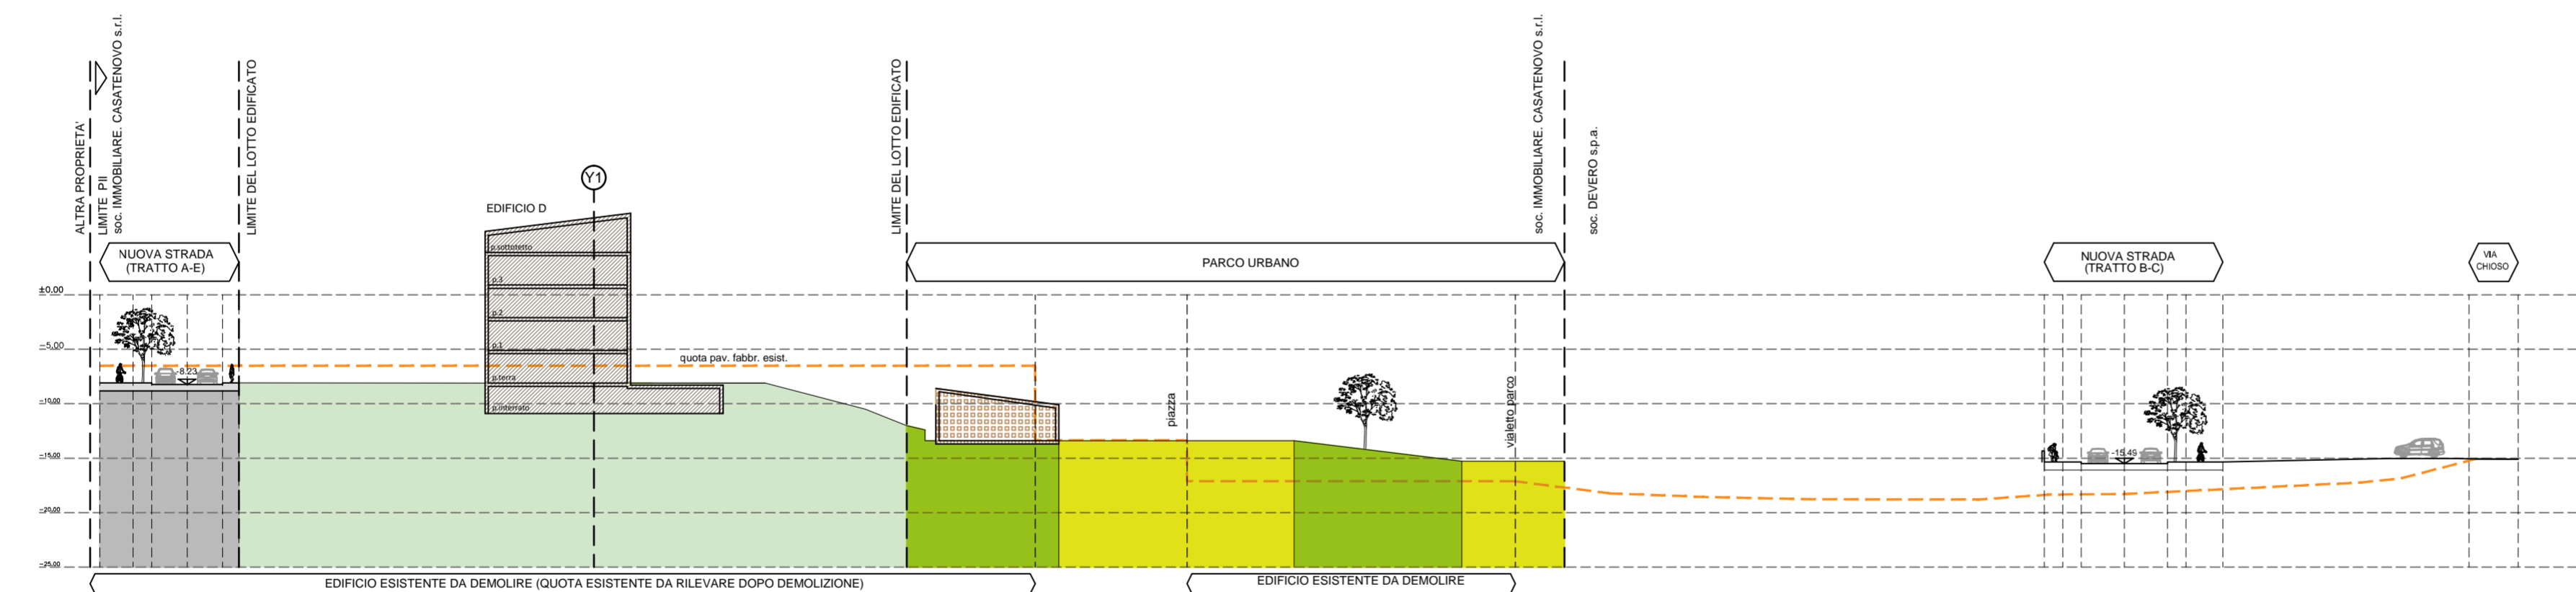 ALTRA PROPRIETA'
LIMITE PII
soc. IMMOBILIARE. CASATENOVO s.r.l.
LIMITE DEL LOTTO EDIFICATO
LIMITE DEL LOTTO EDIFICATO
soc. IMMOBILIARE. CASATENOVO s.r.l.
soc. DEVERO s.p.a.
Y1
EDIFICIO D
NUOVA STRADA
(TRATTO A-E)
PARCO URBANO
NUOVA STRADA
(TRATTO B-C)
VIA
CHIOSO
p.sottotetto
p.3
p.2
p.1
p.terra
p.interrato
±0.00
-5.00
-10.00
-15.00
-20.00
-25.00
-8.23
quota pav. fabbr. esist.
piazza
vialetto parco
-15.49
EDIFICIO ESISTENTE DA DEMOLIRE (QUOTA ESISTENTE DA RILEVARE DOPO DEMOLIZIONE)
EDIFICIO ESISTENTE DA DEMOLIRE